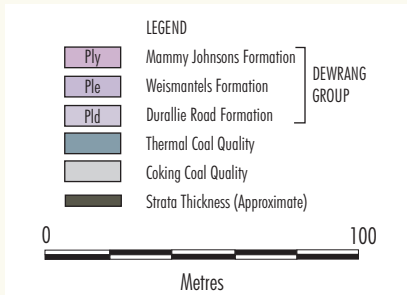 LEGEND
Ply Mammy Johnsons Formation
Ple Weismantels Formation
Pld Durallie Road Formation
DEWRANG
GROUP
Thermal Coal Quality
Coking Coal Quality
Strata Thickness (Approximate)
0 100
Metres